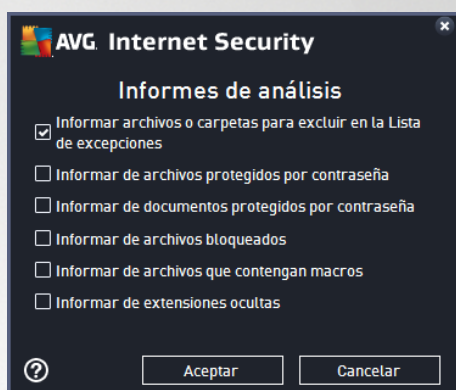 AVG. Internet Security
Informes de análisis
Informar archivos o carpetas para excluir en la Lista
de excepciones
Informar de archivos protegidos por contraseña
Informar de documentos protegidos por contraseña
Informar de archivos bloqueados
Informar de archivos que contengan macros
Informar de extensiones ocultas
? Aceptar Cancelar